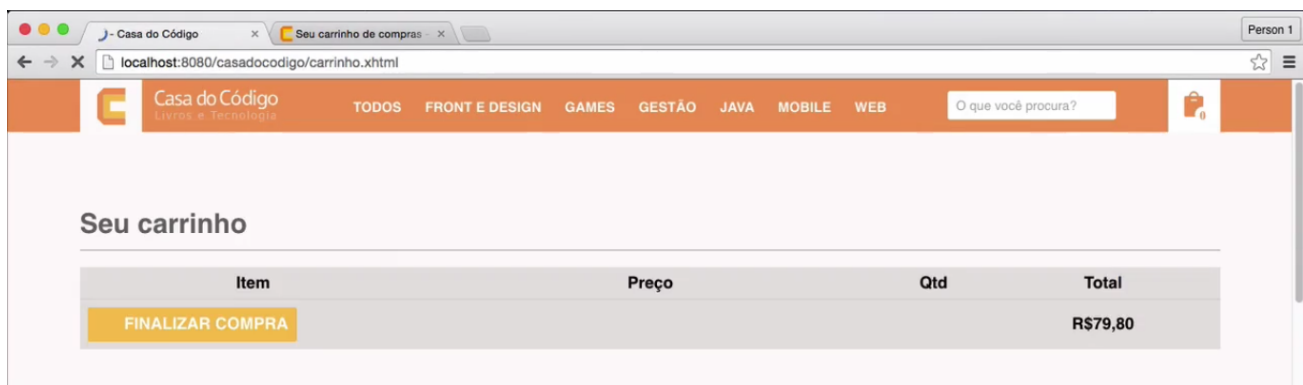 - Casa do Código
Seu carrinho de compras -
Person 1
localhost:8080/casadocodigo/carrinho.xhtml
Casa do Código
Livros e Tecnologia
TODOS FRONT E DESIGN GAMES GESTÃO JAVA MOBILE WEB
O que você procura?
0
Seu carrinho
Item Preço Qtd Total
FINALIZAR COMPRA R$79,80